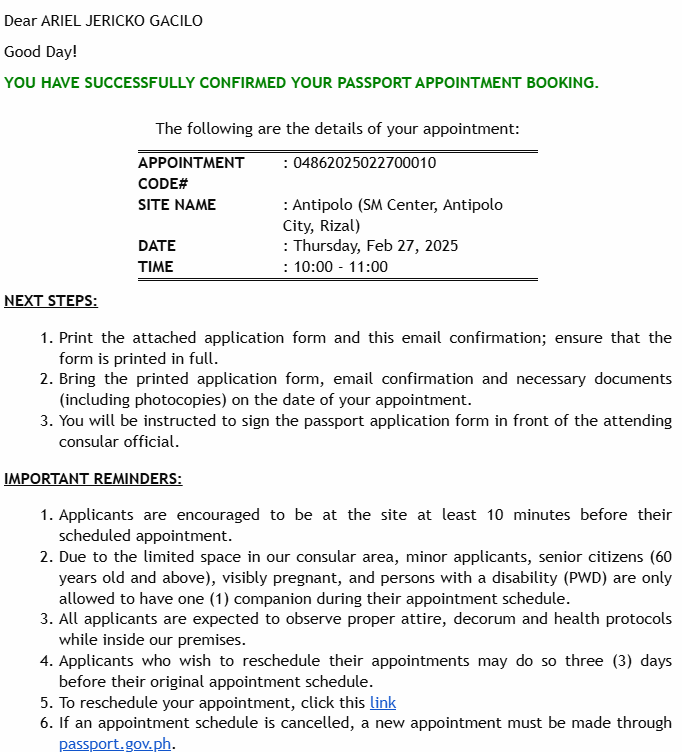 Dear ARIEL JERICKO GACILO
Good Day!
YOU HAVE SUCCESSFULLY CONFIRMED YOUR PASSPORT APPOINTMENT BOOKING.
The following are the details of your appointment:
APPOINTMENT : 04862025022700010
CODE#
SITE NAME : Antipolo (SM Center, Antipolo
City, Rizal)
DATE : Thursday, Feb 27, 2025
TIME : 10:00 - 11:00
NEXT STEPS:
1. Print the attached application form and this email confirmation; ensure that the
form is printed in full.
2. Bring the printed application form, email confirmation and necessary documents
(including photocopies) on the date of your appointment.
3. You will be instructed to sign the passport application form in front of the attending
consular official.
IMPORTANT REMINDERS:
1. Applicants are encouraged to be at the site at least 10 minutes before their
scheduled appointment.
2. Due to the limited space in our consular area, minor applicants, senior citizens (60
years old and above), visibly pregnant, and persons with a disability (PWD) are only
allowed to have one (1) companion during their appointment schedule.
3. All applicants are expected to observe proper attire, decorum and health protocols
while inside our premises.
4. Applicants who wish to reschedule their appointments may do so three (3) days
before their original appointment schedule.
5. To reschedule your appointment, click this link
6. If an appointment schedule is cancelled, a new appointment must be made through
passport.gov.ph.